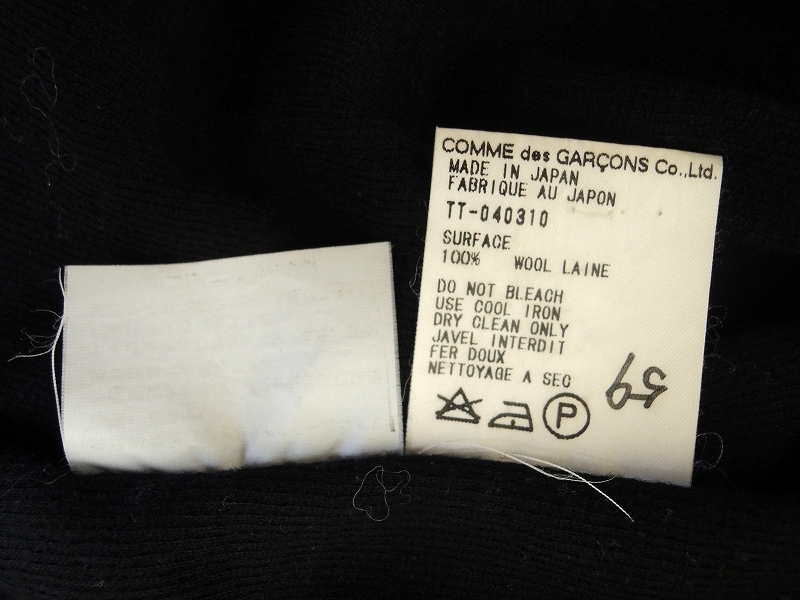 COMME des GARÇONS Co.,Ltd.
MADE IN JAPAN
FABRIQUE AU JAPON
TT-040310
SURFACE
100% WOOL LAINE
DO NOT BLEACH
USE COOL IRON
DRY CLEAN ONLY
JAVEL INTERDIT
FER DOUX
NETTOYAGE A SEC
P